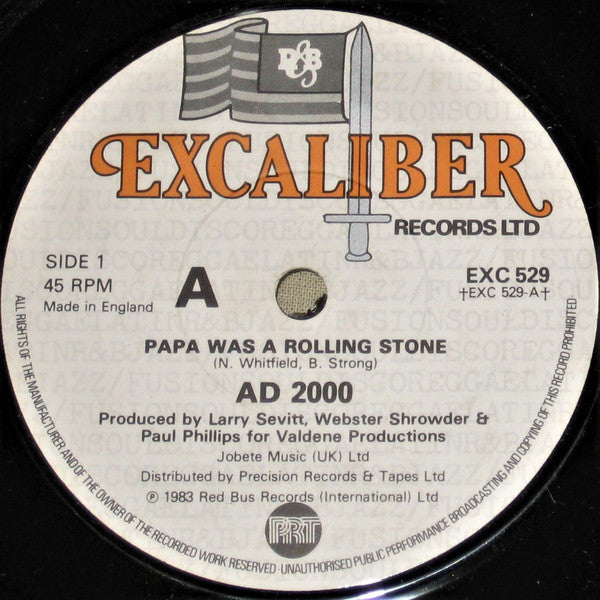 R&B
EXCALIBER
RECORDS LTD
SIDE 1
45 RPM
Made in England
A
EXC 529
†EXC 529-A†
PAPA WAS A ROLLING STONE
(N. Whitfield, B. Strong)
AD 2000
Produced by Larry Sevitt, Webster Shrowder &
Paul Phillips for Valdene Productions
Jobete Music (UK) Ltd
Distributed by Precision Records & Tapes Ltd
℗ 1983 Red Bus Records (International) Ltd
PRT
ALL RIGHTS OF THE MANUFACTURER AND OF THE OWNER OF THE RECORDED WORK RESERVED · UNAUTHORISED PUBLIC PERFORMANCE BROADCASTING AND COPYING OF THIS RECORD PROHIBITED